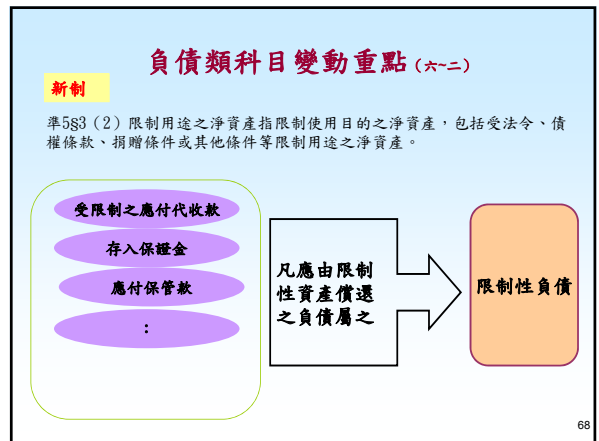 負債類科目變動重點(六~二)
新制
準5§3（2）限制用途之淨資產指限制使用目的之淨資產，包括受法令、債
權條款、捐贈條件或其他條件等限制用途之淨資產。
受限制之應付代收款
存入保證金
應付保管款
：
凡應由限制
性資產償還
之負債屬之
限制性負債
68